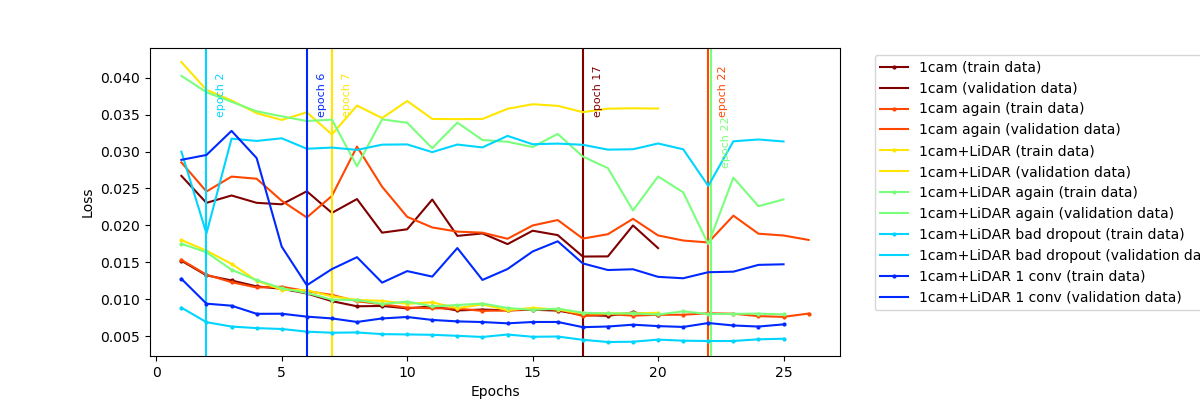 0.040
0.035
0.030
0.025
0.020
0.015
0.010
0.005
Loss
0
5
10
15
20
25
Epochs
epoch 2
epoch 6
epoch 7
epoch 17
epoch 22
epoch 22
1cam (train data)
1cam (validation data)
1cam again (train data)
1cam again (validation data)
1cam+LiDAR (train data)
1cam+LiDAR (validation data)
1cam+LiDAR again (train data)
1cam+LiDAR again (validation data)
1cam+LiDAR bad dropout (train data)
1cam+LiDAR bad dropout (validation da
1cam+LiDAR 1 conv (train data)
1cam+LiDAR 1 conv (validation data)